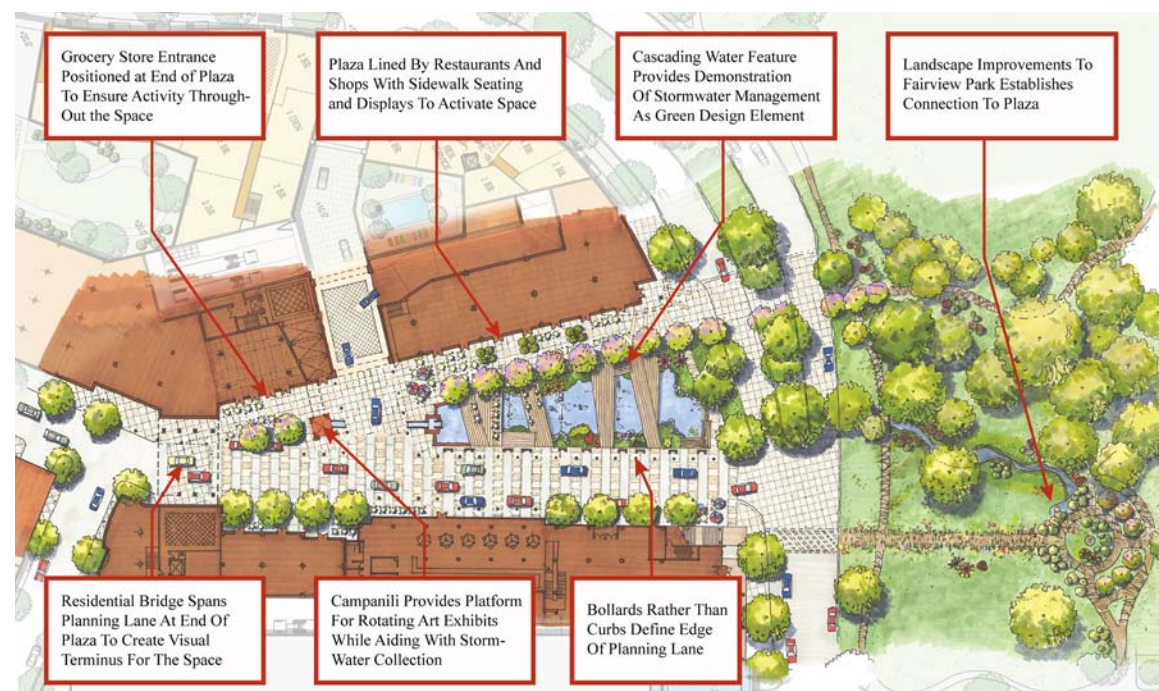 Grocery Store Entrance
Positioned at End of Plaza
To Ensure Activity Through-
Out the Space
Plaza Lined By Restaurants And
Shops With Sidewalk Seating
and Displays To Activate Space
Cascading Water Feature
Provides Demonstration
Of Stormwater Management
As Green Design Element
Landscape Improvements To
Fairview Park Establishes
Connection To Plaza
Residential Bridge Spans
Planning Lane At End Of
Plaza To Create Visual
Terminus For The Space
Campanili Provides Platform
For Rotating Art Exhibits
While Aiding With Storm-
Water Collection
Bollards Rather Than
Curbs Define Edge
Of Planning Lane